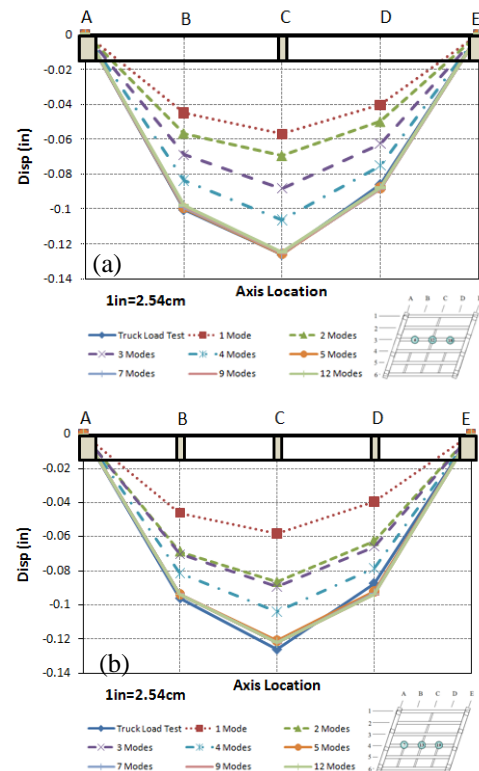 A B C D E
0
-0.02
-0.04
-0.06
-0.08
-0.1
-0.12
-0.14
Disp (in)
(a)
1in=2.54cm
Axis Location
Truck Load Test 1 Mode 2 Modes
3 Modes 4 Modes 5 Modes
7 Modes 9 Modes 12 Modes
A B C D E
1
2
3
4
5
6
A B C D E
0
-0.02
-0.04
-0.06
-0.08
-0.1
-0.12
-0.14
Disp (in)
(b)
1in=2.54cm
Axis Location
Truck Load Test 1 Mode 2 Modes
3 Modes 4 Modes 5 Modes
7 Modes 9 Modes 12 Modes
A B C D E
1
2
3
4
5
6